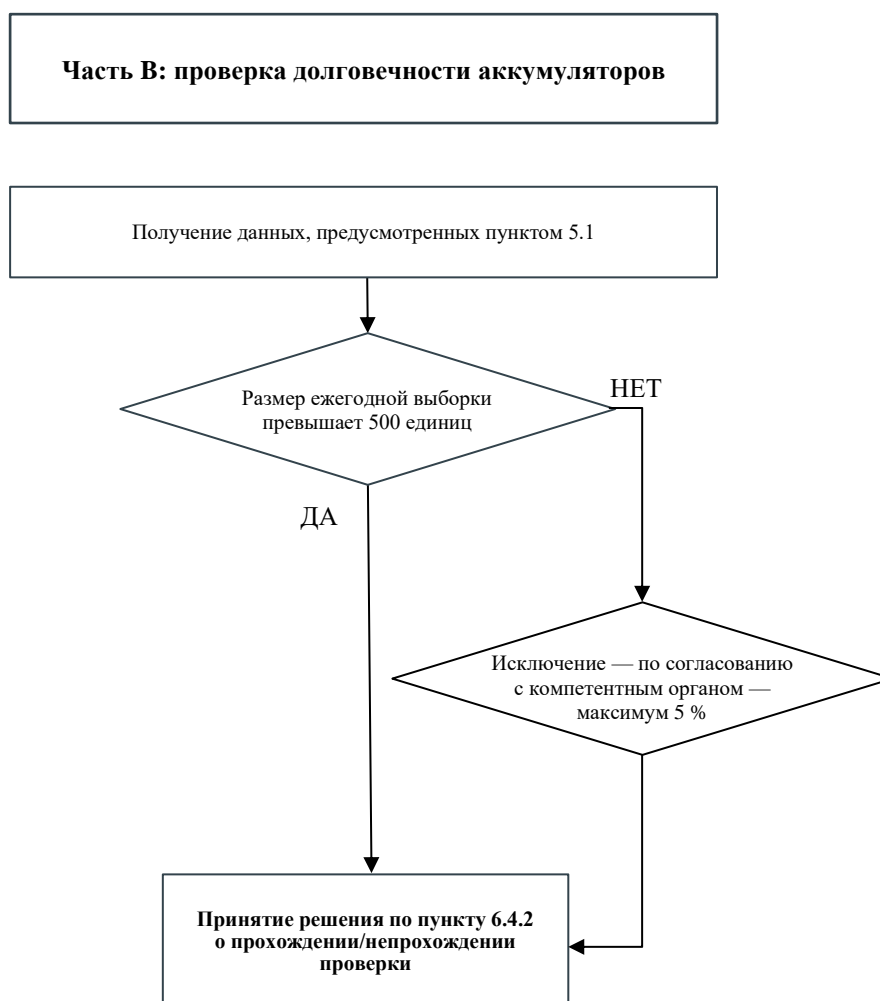 Часть B: проверка долговечности аккумуляторов
Получение данных, предусмотренных пунктом 5.1
Размер ежегодной выборки
превышает 500 единиц
НЕТ
ДА
Исключение — по согласованию
с компетентным органом —
максимум 5 %
Принятие решения по пункту 6.4.2
о прохождении/непрохождении
проверки